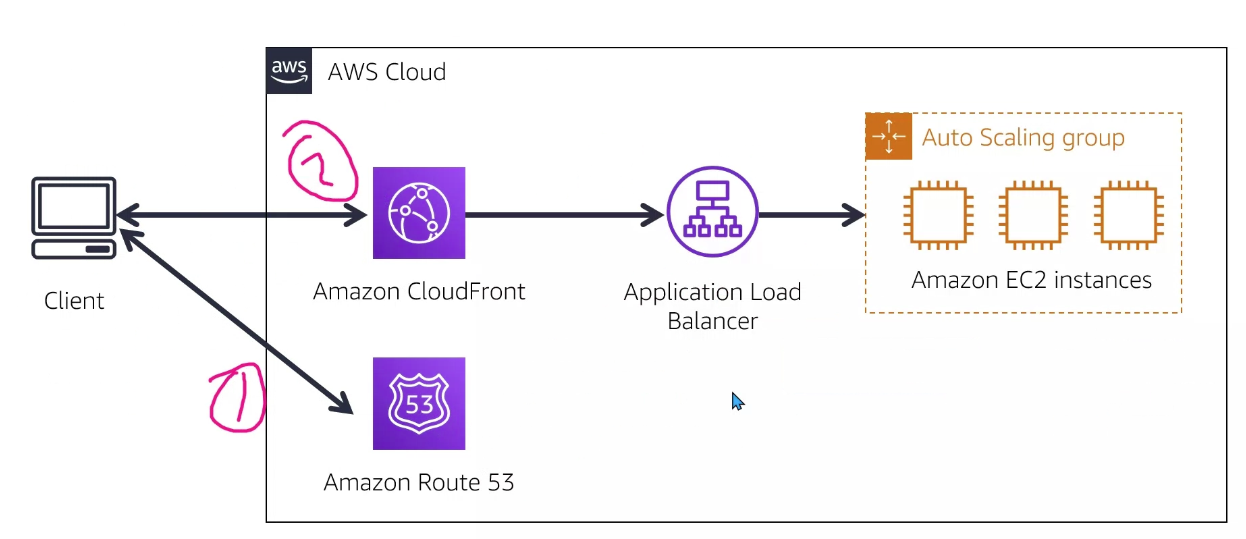 aws
AWS Cloud
2
Auto Scaling group
Client
Amazon CloudFront
Application Load
Balancer
Amazon EC2 instances
1
53
Amazon Route 53